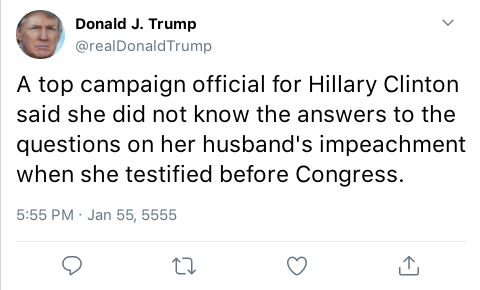 Donald J. Trump
@realDonaldTrump
A top campaign official for Hillary Clinton
said she did not know the answers to the
questions on her husband's impeachment
when she testified before Congress.
5:55 PM · Jan 55, 5555